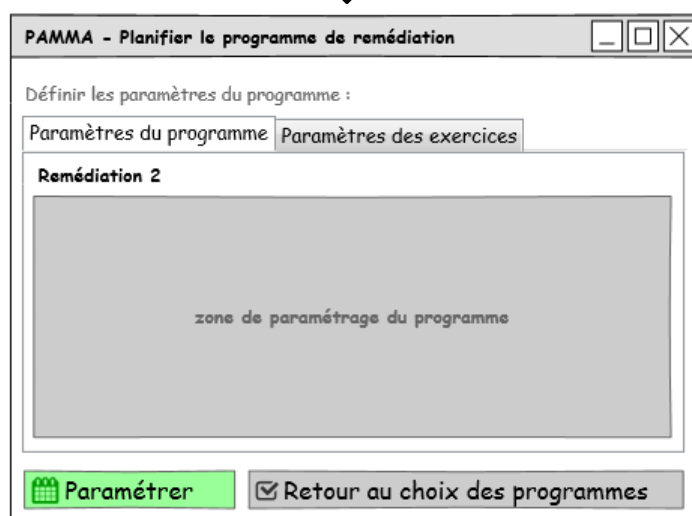 PAMMA - Planifier le programme de remédiation
Définir les paramètres du programme :
Paramètres du programme Paramètres des exercices
Remédiation 2
zone de paramétrage du programme
Paramétrer Retour au choix des programmes